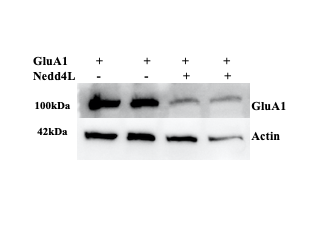 GluA1 + + + +
Nedd4L - - + +
100kDa GluA1
42kDa Actin